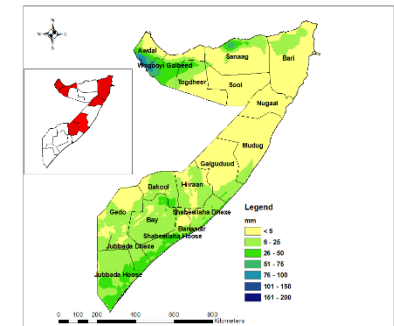 N
Awdal
Woqooyi Galbeed
Sanaag
Bari
Togdheer
Sool
Nugaal
Mudug
Galguduud
Bakool
Hiiraan
Gedo
Bay
Shabeellaha Dhexe
Banaadir
Shabeellaha Hoose
Jubbada Dhexe
Jubbada Hoose
Legend
mm
< 5
6 - 25
26 - 50
51 - 75
76 - 100
101 - 150
151 - 200
0 100 200 400 600 800
Kilometers